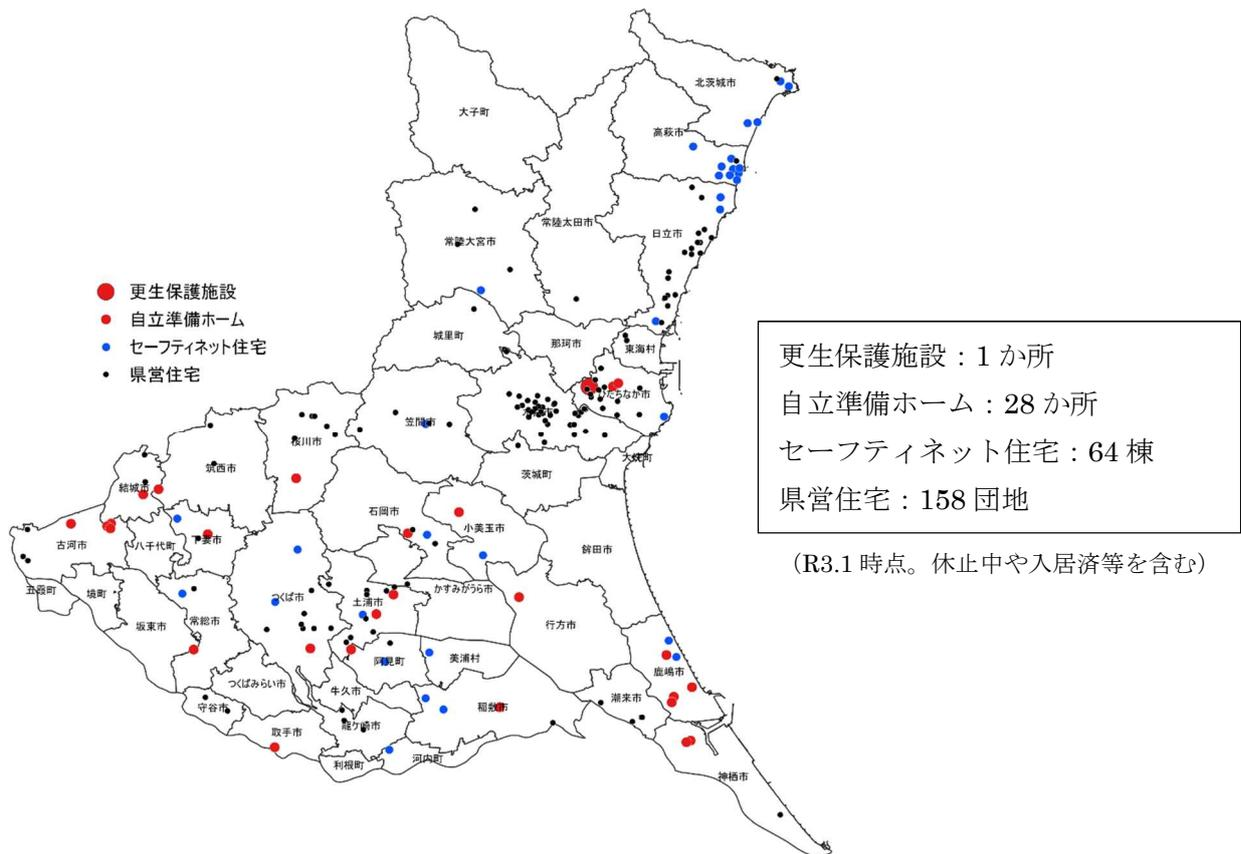 北茨城市
大子町
高萩市
常陸太田市
日立市
常陸大宮市
更生保護施設
自立準備ホーム
セーフティネット住宅
県営住宅
城里町
那珂市
東海村
ひたちなか市
笠間市
桜川市
大洗町
茨城町
筑西市
結城市
石岡市
小美玉市
鉾田市
古河市
八千代町
下妻市
五霞町
境町
坂東市
常総市
つくば市
土浦市
かすみがうら市
行方市
阿見町
美浦村
鹿嶋市
つくばみらい市
牛久市
潮来市
守谷市
龍ケ崎市
稲敷市
取手市
利根町
河内町
神栖市
更生保護施設：1 か所
自立準備ホーム：28 か所
セーフティネット住宅：64 棟
県営住宅：158 団地
（R3.1 時点。休止中や入居済等を含む）